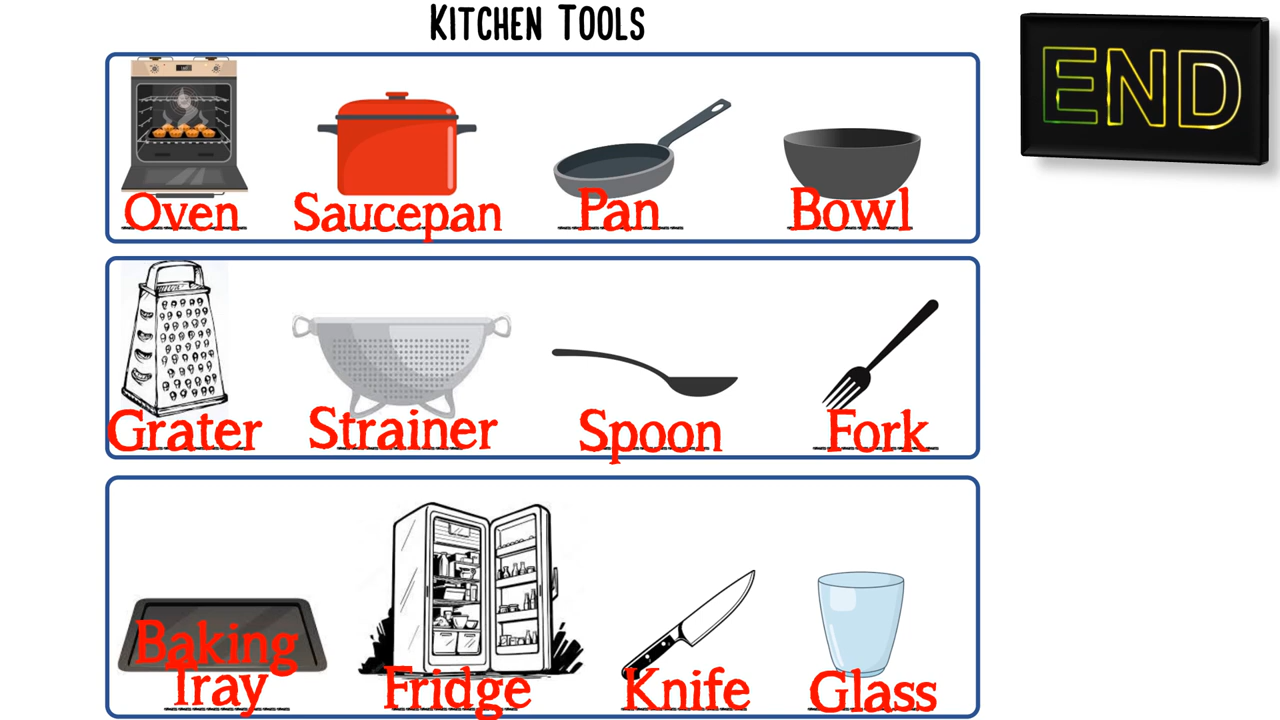 Kitchen Tools
END
Oven Saucepan Pan Bowl
Grater Strainer Spoon Fork
Baking
Tray Fridge Knife Glass